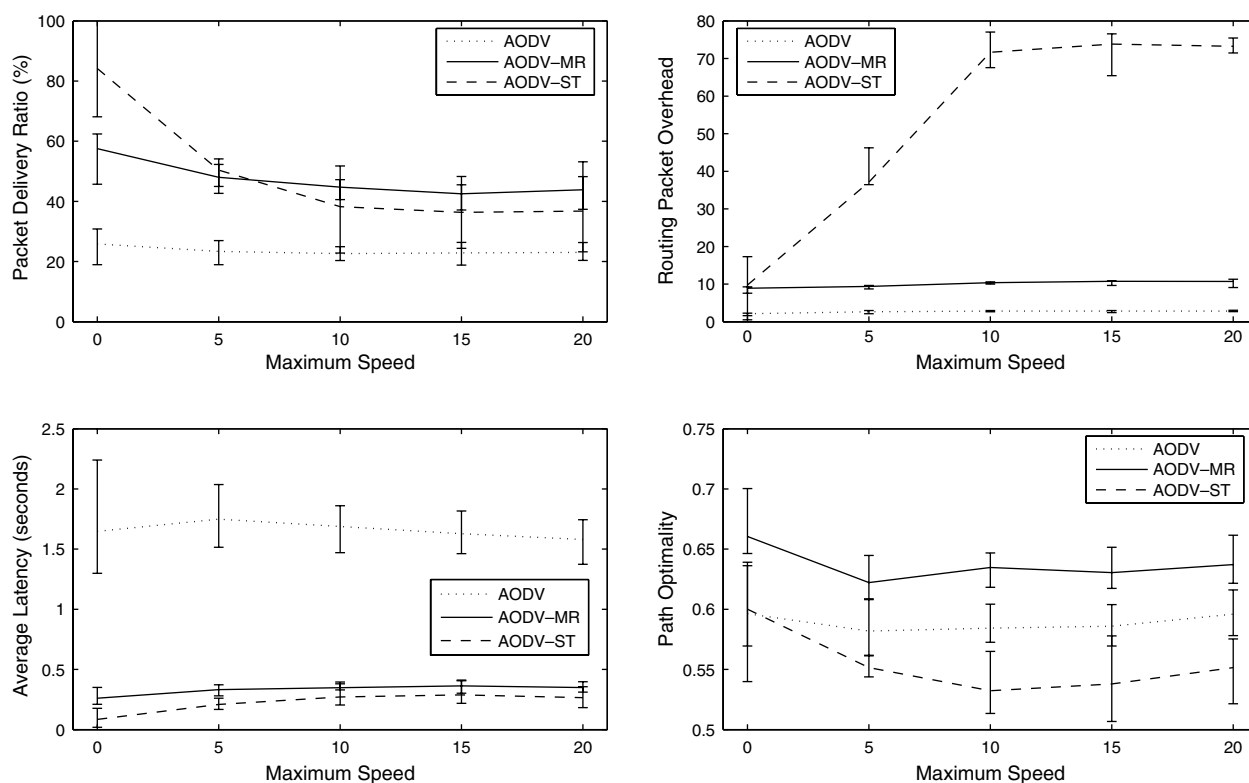 100
80
60
40
20
0
Packet Delivery Ratio (%)
AODV
AODV–MR
AODV–ST
0 5 10 15 20
Maximum Speed
80
70
60
50
40
30
20
10
0
Routing Packet Overhead
AODV
AODV–MR
AODV–ST
0 5 10 15 20
Maximum Speed
2.5
2
1.5
1
0.5
0
Average Latency (seconds)
AODV
AODV–MR
AODV–ST
0 5 10 15 20
Maximum Speed
0.75
0.7
0.65
0.6
0.55
0.5
Path Optimality
AODV
AODV–MR
AODV–ST
0 5 10 15 20
Maximum Speed